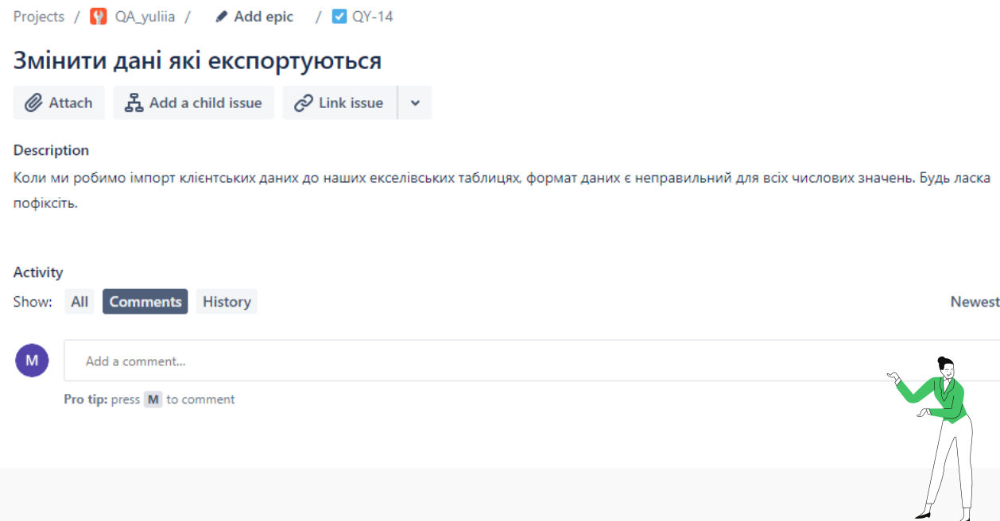 Projects / QA_yuliia / Add epic / QY-14
Змінити дані які експортуються
Attach Add a child issue Link issue
Description
Коли ми робимо імпорт клієнтських даних до наших екселівських таблицях, формат даних є неправильний для всіх числових значень. Будь ласка
пофіксіть.
Activity
Show: All Comments History Newest
M Add a comment...
Pro tip: press M to comment